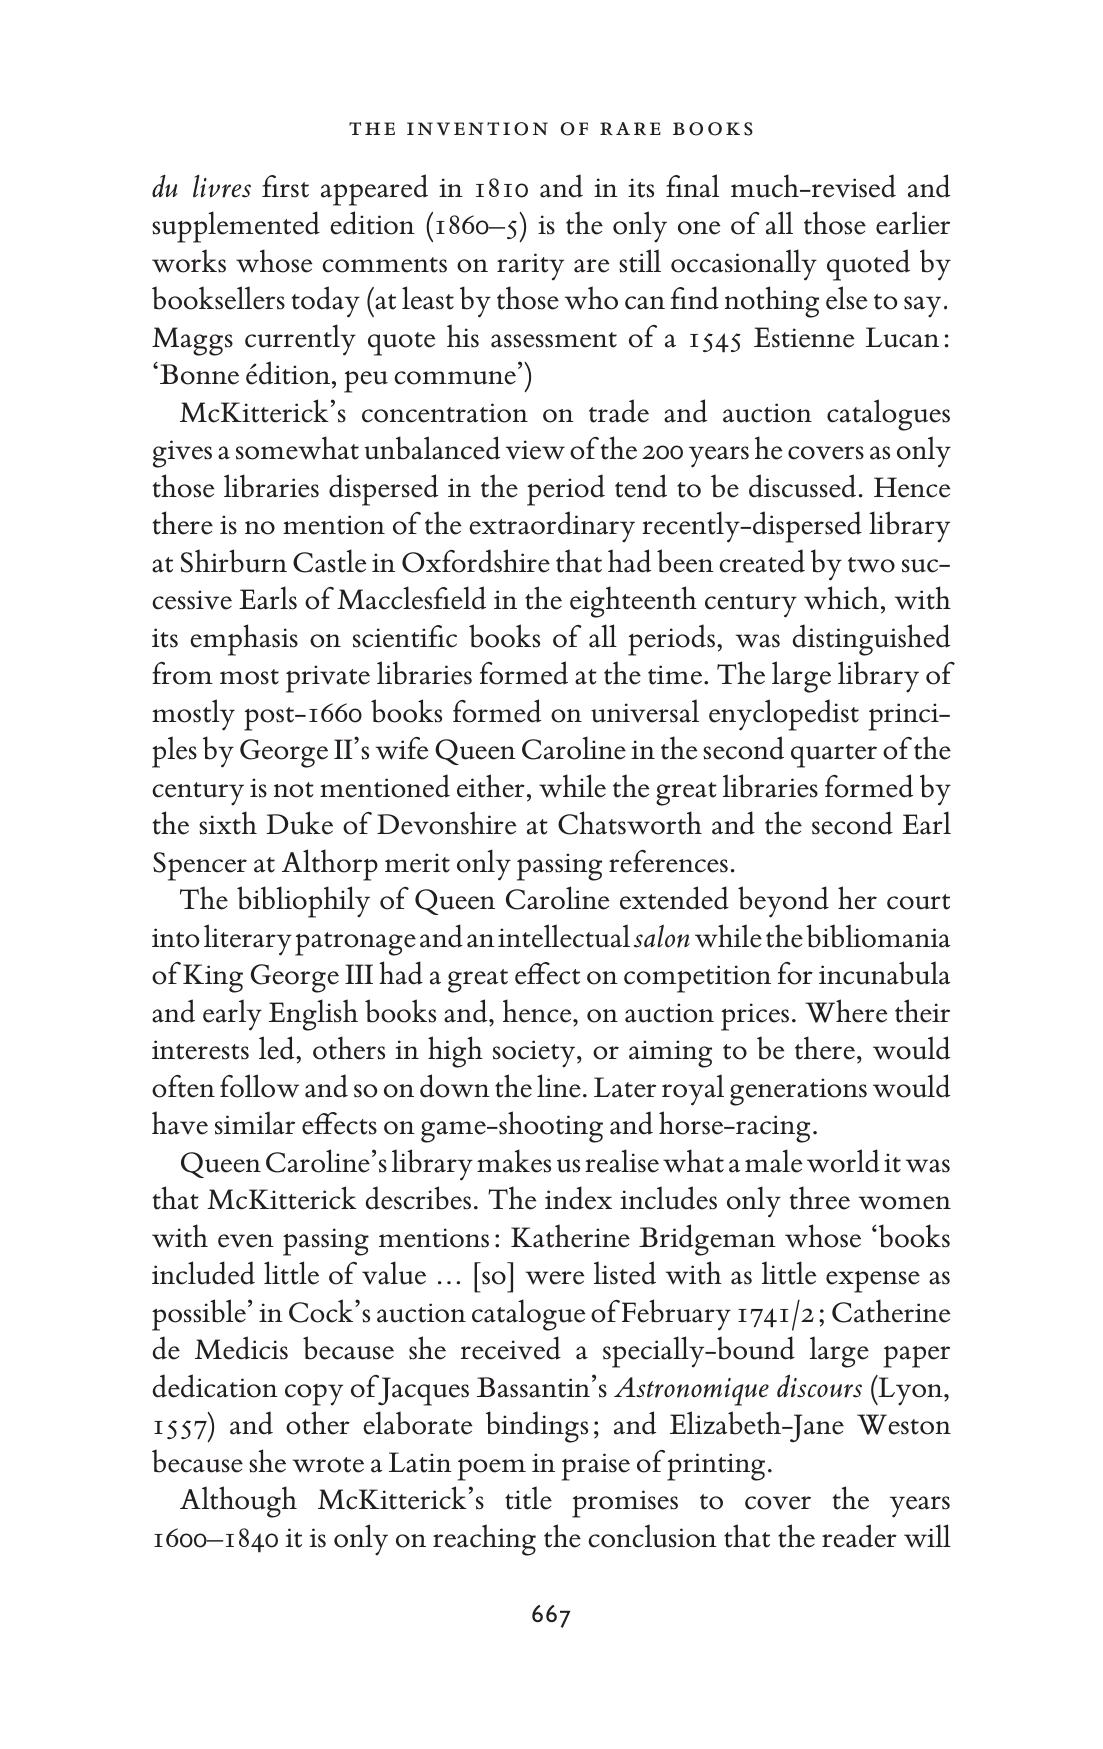 THE INVENTION OF RARE BOOKS
du livres first appeared in 1810 and in its final much-revised and
supplemented edition (1860–5) is the only one of all those earlier
works whose comments on rarity are still occasionally quoted by
booksellers today (at least by those who can find nothing else to say.
Maggs currently quote his assessment of a 1545 Estienne Lucan:
‘Bonne édition, peu commune’)
McKitterick’s concentration on trade and auction catalogues
gives a somewhat unbalanced view of the 200 years he covers as only
those libraries dispersed in the period tend to be discussed. Hence
there is no mention of the extraordinary recently-dispersed library
at Shirburn Castle in Oxfordshire that had been created by two suc-
cessive Earls of Macclesfield in the eighteenth century which, with
its emphasis on scientific books of all periods, was distinguished
from most private libraries formed at the time. The large library of
mostly post-1660 books formed on universal enyclopedist princi-
ples by George II’s wife Queen Caroline in the second quarter of the
century is not mentioned either, while the great libraries formed by
the sixth Duke of Devonshire at Chatsworth and the second Earl
Spencer at Althorp merit only passing references.
The bibliophily of Queen Caroline extended beyond her court
into literary patronage and an intellectual salon while the bibliomania
of King George III had a great effect on competition for incunabula
and early English books and, hence, on auction prices. Where their
interests led, others in high society, or aiming to be there, would
often follow and so on down the line. Later royal generations would
have similar effects on game-shooting and horse-racing.
Queen Caroline’s library makes us realise what a male world it was
that McKitterick describes. The index includes only three women
with even passing mentions: Katherine Bridgeman whose ‘books
included little of value … [so] were listed with as little expense as
possible’ in Cock’s auction catalogue of February 1741/2; Catherine
de Medicis because she received a specially-bound large paper
dedication copy of Jacques Bassantin’s Astronomique discours (Lyon,
1557) and other elaborate bindings; and Elizabeth-Jane Weston
because she wrote a Latin poem in praise of printing.
Although McKitterick’s title promises to cover the years
1600–1840 it is only on reaching the conclusion that the reader will
667